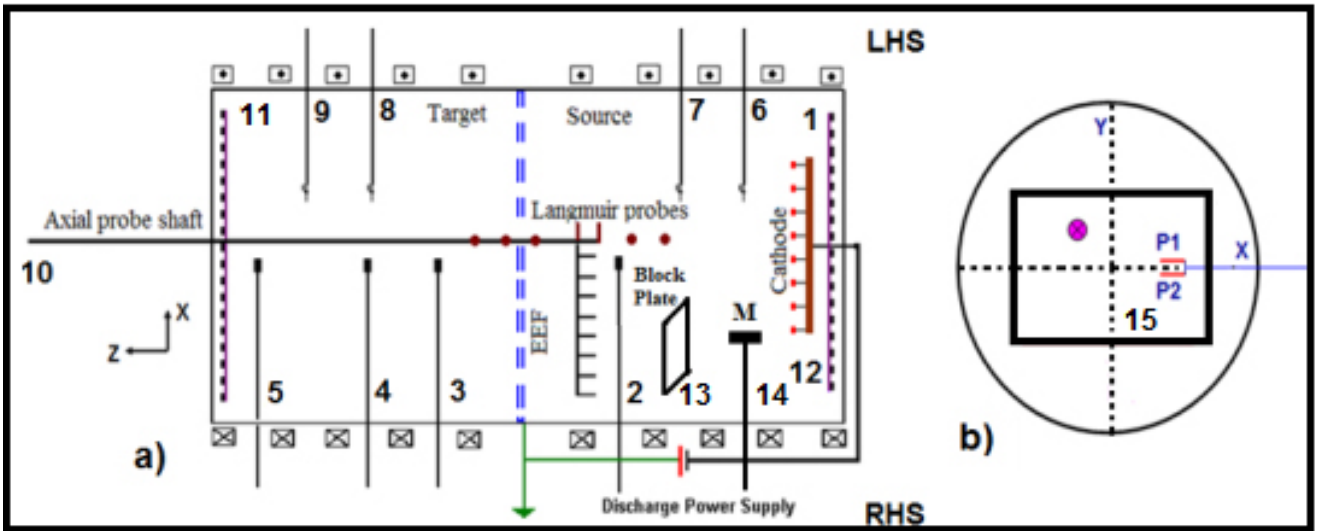 LHS
11
9
8
Target
Source
7
6
1
Y
Axial probe shaft
Langmuir probes
10
Block
Plate
Cathode
M
P1
X
P2
X
Z
EEF
15
12
5
4
3
2
13
14
a)
b)
Discharge Power Supply
RHS